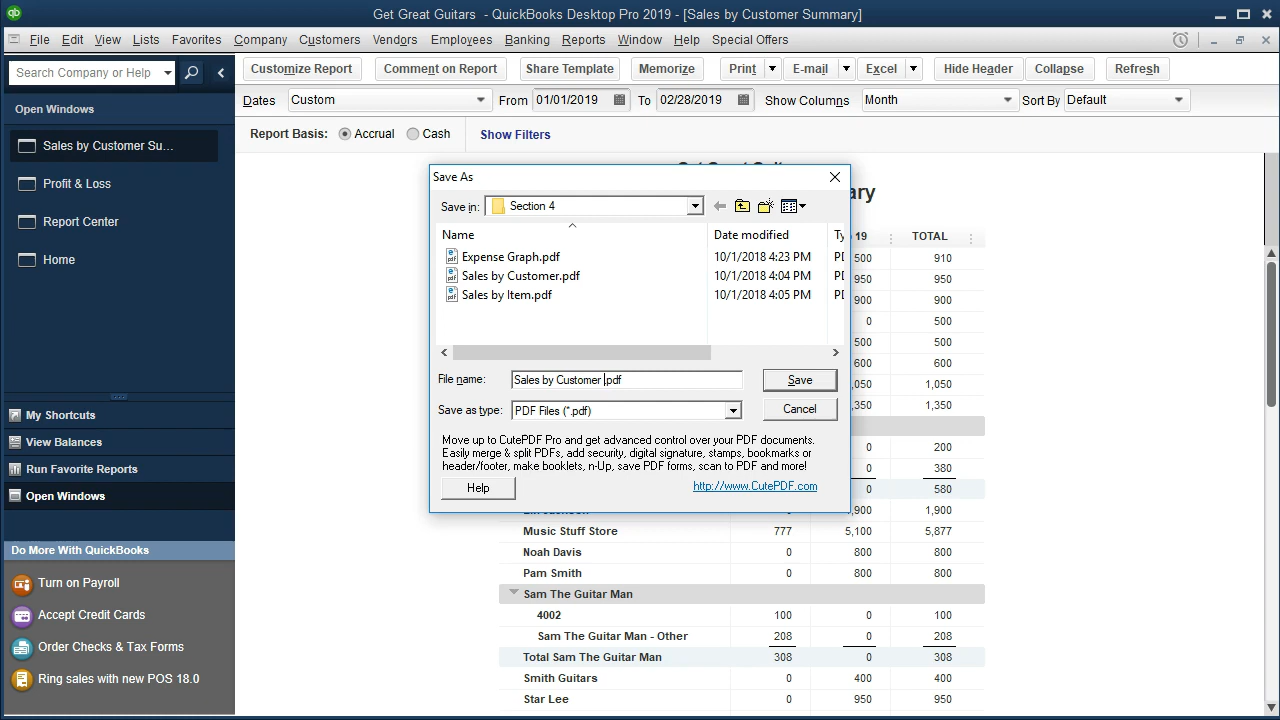 Get Great Guitars - QuickBooks Desktop Pro 2019 - [Sales by Customer Summary]
File Edit View Lists Favorites Company Customers Vendors Employees Banking Reports Window Help Special Offers
Search Company or Help
Customize Report Comment on Report Share Template Memorize Print E-mail Excel Hide Header Collapse Refresh
Dates Custom From 01/01/2019 To 02/28/2019 Show Columns Month Sort By Default
Report Basis: Accrual Cash Show Filters
Open Windows
Sales by Customer Su...
Profit & Loss
Report Center
Home
My Shortcuts
View Balances
Run Favorite Reports
Open Windows
Do More With QuickBooks
Turn on Payroll
Accept Credit Cards
Order Checks & Tax Forms
Ring sales with new POS 18.0
Save As
Save in: Section 4
Name Date modified
Expense Graph.pdf 10/1/2018 4:23 PM
Sales by Customer.pdf 10/1/2018 4:04 PM
Sales by Item.pdf 10/1/2018 4:05 PM
File name: Sales by Customer .pdf Save
Save as type: PDF Files (*.pdf) Cancel
Move up to CutePDF Pro and get advanced control over your PDF documents.
Easily merge & split PDFs, add security, digital signature, stamps, bookmarks or
header/footer, make booklets, n-Up, save PDF forms, scan to PDF and more!
Help http://www.CutePDF.com
19 TOTAL
500 910
950 950
900 900
0 500
500 500
600 600
,050 1,050
,350 1,350
0 200
0 380
0 580
1,900 1,900
Music Stuff Store 777 5,100 5,877
Noah Davis 0 800 800
Pam Smith 0 800 800
Sam The Guitar Man
4002 100 0 100
Sam The Guitar Man - Other 208 0 208
Total Sam The Guitar Man 308 0 308
Smith Guitars 0 400 400
Star Lee 0 950 950